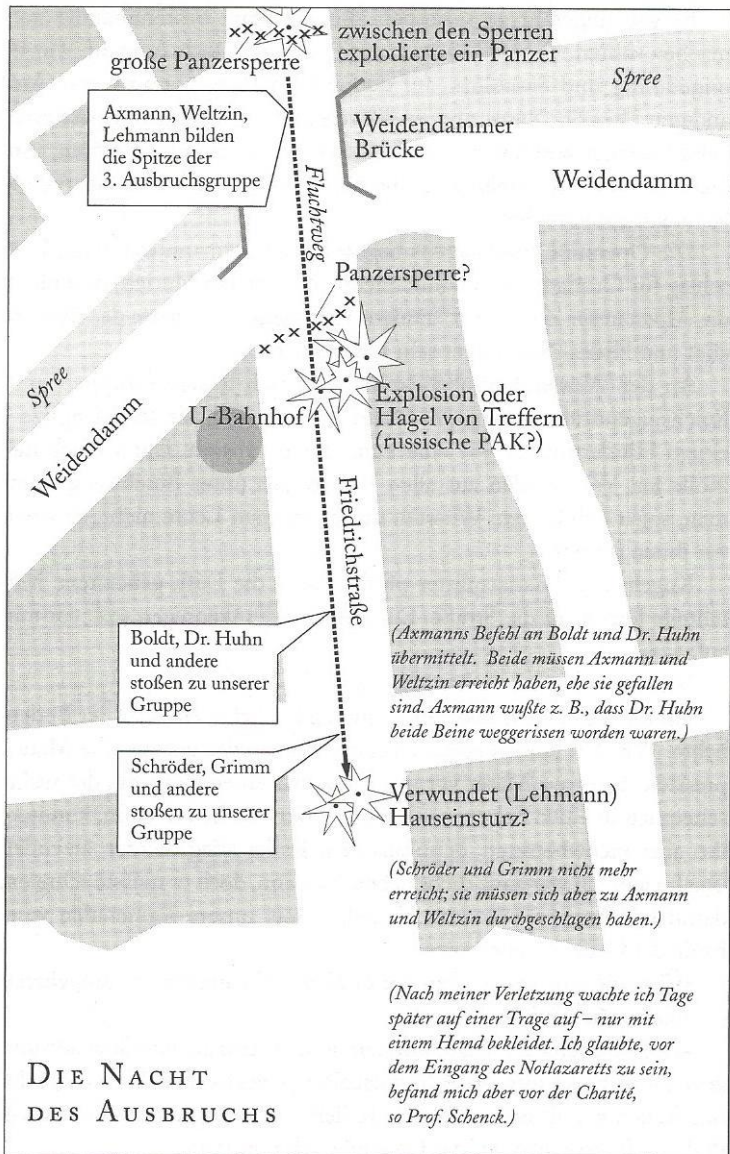 zwischen den Sperren
explodierte ein Panzer
große Panzersperre
Spree
Axmann, Weltzin,
Lehmann bilden
die Spitze der
3. Ausbruchsgruppe
Weidendammer
Brücke
Weidendamm
Fluchtweg
Panzersperre?
Spree
Weidendamm
U-Bahnhof
Explosion oder
Hagel von Treffern
(russische PAK?)
Friedrichstraße
Boldt, Dr. Huhn
und andere
stoßen zu unserer
Gruppe
(Axmanns Befehl an Boldt und Dr. Huhn
übermittelt. Beide müssen Axmann und
Weltzin erreicht haben, ehe sie gefallen
sind. Axmann wußte z. B., dass Dr. Huhn
beide Beine weggerissen worden waren.)
Schröder, Grimm
und andere
stoßen zu unserer
Gruppe
Verwundet (Lehmann)
Hauseinsturz?
(Schröder und Grimm nicht mehr
erreicht; sie müssen sich aber zu Axmann
und Weltzin durchgeschlagen haben.)
(Nach meiner Verletzung wachte ich Tage
später auf einer Trage auf – nur mit
einem Hemd bekleidet. Ich glaubte, vor
dem Eingang des Notlazaretts zu sein,
befand mich aber vor der Charité,
so Prof. Schenck.)
DIE NACHT
DES AUSBRUCHS